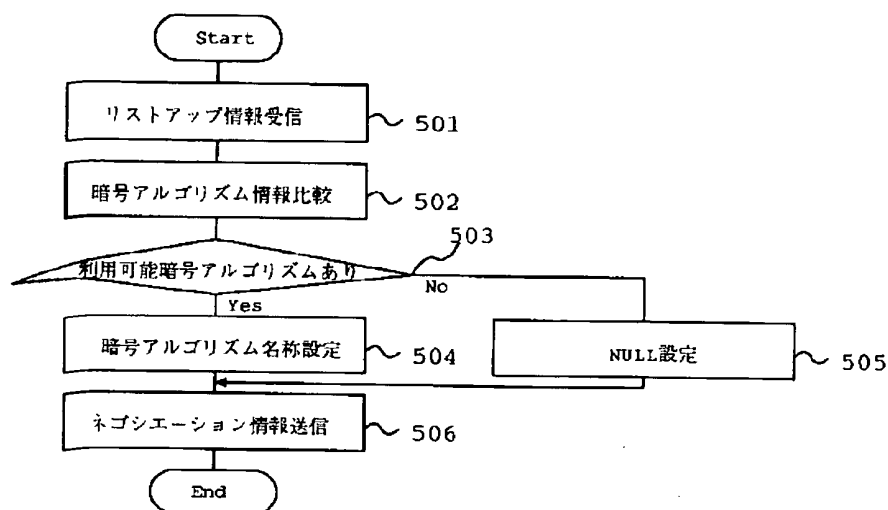 Start
リストアップ情報受信
501
暗号アルゴリズム情報比較
502
503
利用可能暗号アルゴリズムあり
No
Yes
暗号アルゴリズム名称設定
504
NULL設定
505
ネゴシエーション情報送信
506
End